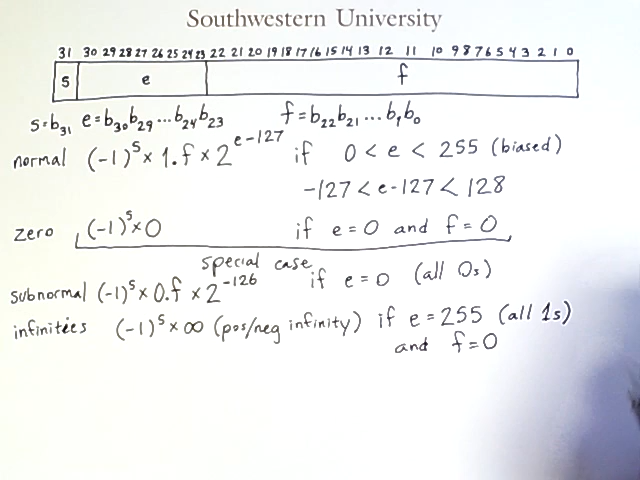 Southwestern University
31 30 29 28 27 26 25 24 23 22 21 20 19 18 17 16 15 14 13 12 11 10 9 8 7 6 5 4 3 2 1 0
s e f
s=b₃₁ e=b₃₀b₂₉...b₂₄b₂₃ f=b₂₂b₂₁...b₁b₀
normal (-1)ˢ × 1.f × 2ᵉ⁻¹²⁷ if 0 < e < 255 (biased)
-127 < e-127 < 128
zero (-1)ˢ×0 if e=0 and f=0
special case
subnormal (-1)ˢ × 0.f × 2⁻¹²⁶ if e=0 (all 0s)
infinities (-1)ˢ × ∞ (pos/neg infinity) if e=255 (all 1s)
and f=0